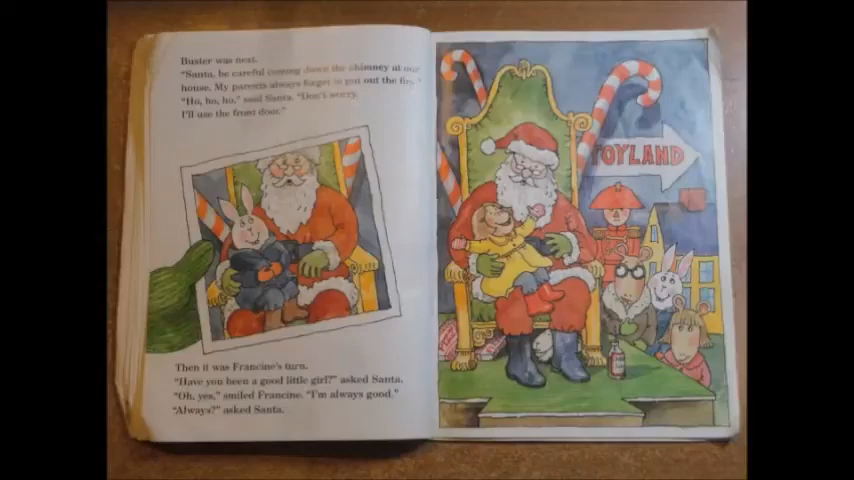 Buster was next.
"Santa, be careful coming down the chimney at our
house. My parents always forget to put out the fire."
"Ho, ho, ho," said Santa. "Don't worry.
I'll use the front door."
Then it was Francine's turn.
"Have you been a good little girl?" asked Santa.
"Oh, yes," smiled Francine. "I'm always good."
"Always?" asked Santa.
TOYLAND